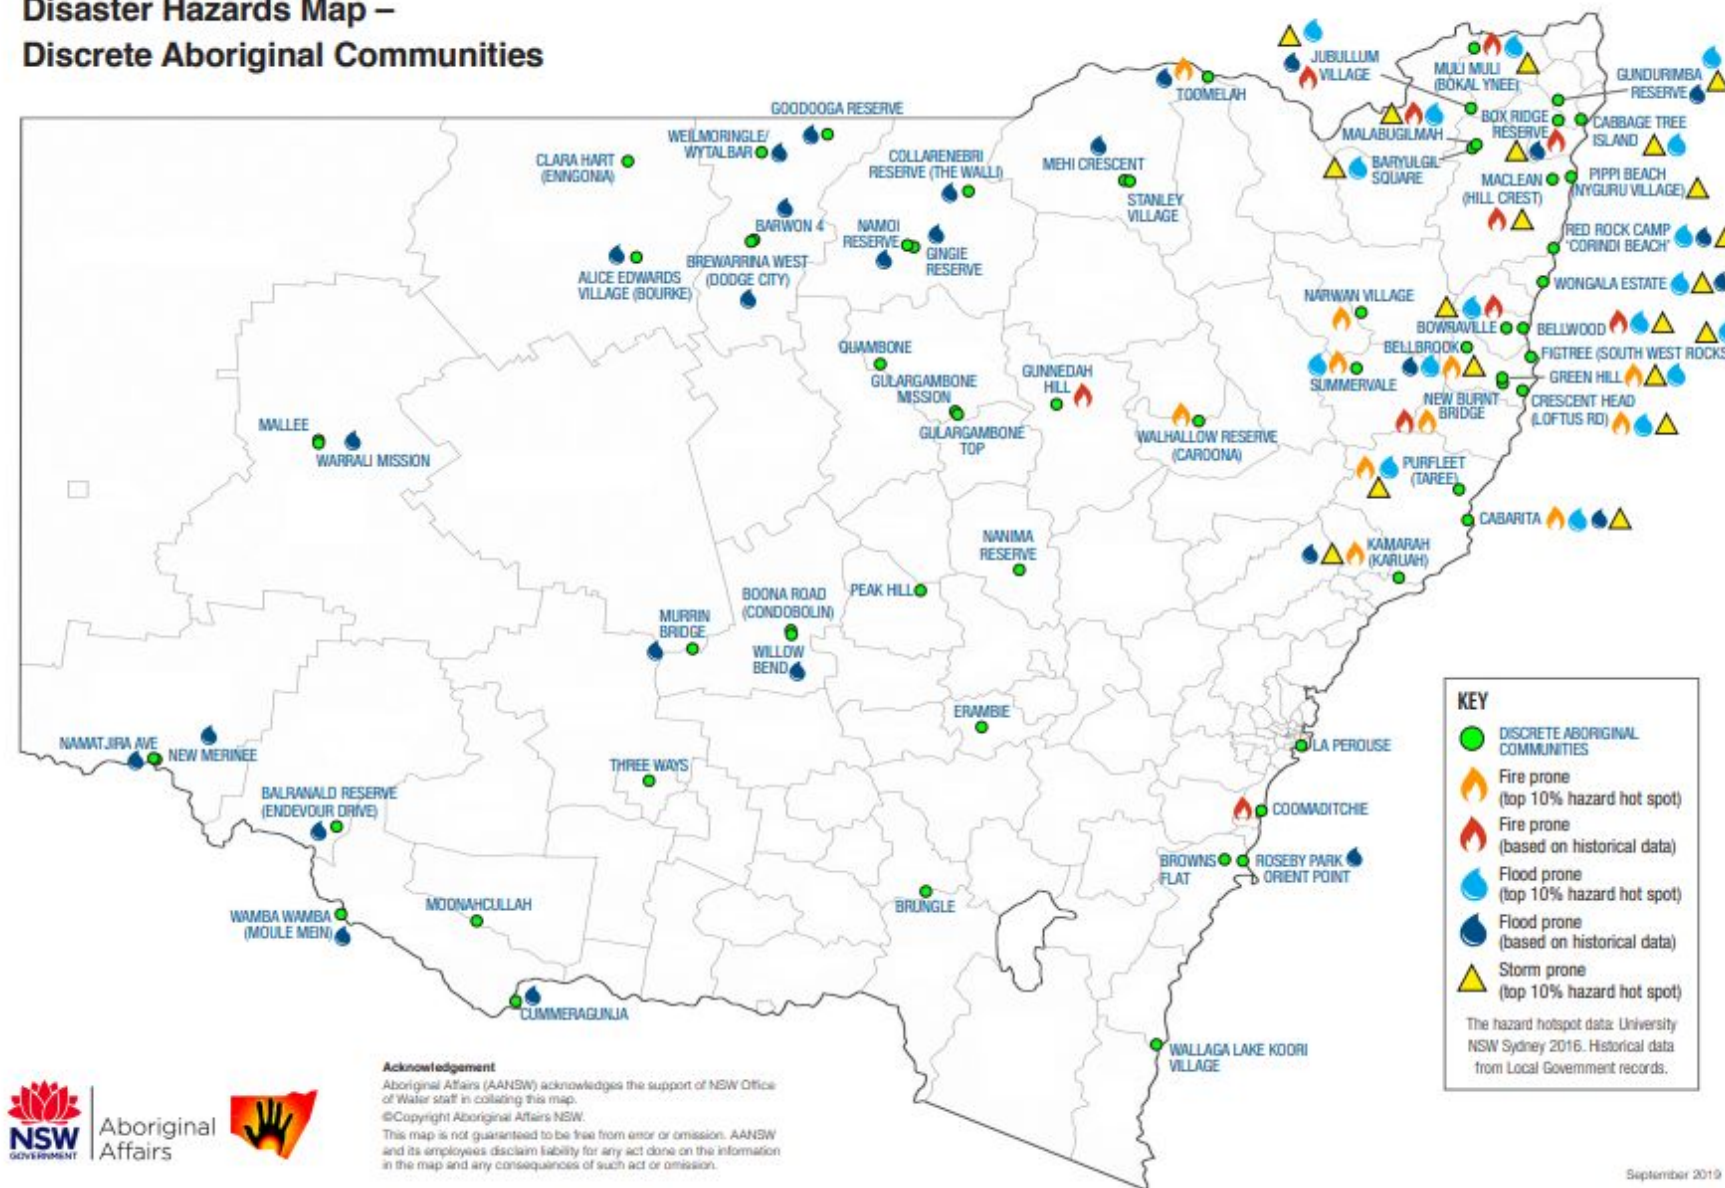 Disaster Hazards Map –
Discrete Aboriginal Communities
GOODOOGA RESERVE
WEILMORINGLE/
WYTALBAR
CLARA HART
(ENNGONIA)
COLLARENEBRI
RESERVE (THE WALLI)
MEHI CRESCENT
STANLEY
VILLAGE
TOOMELAH
JUBULLUM
VILLAGE
MULI MULI
(BOKAL YNEE)
GUNDURIMBA
RESERVE
MALABUGILMAH
BOX RIDGE
RESERVE
CABBAGE TREE
ISLAND
BARYULGIL
SQUARE
MACLEAN
(HILL CREST)
PIPPI BEACH
(NYGURU VILLAGE)
RED ROCK CAMP
'CORINDI BEACH'
WONGALA ESTATE
BARWON 4
NAMOI
RESERVE
GINGIE
RESERVE
ALICE EDWARDS
VILLAGE (BOURKE)
BREWARRINA WEST
(DODGE CITY)
NARWAN VILLAGE
BOWRAVILLE
BELLWOOD
BELLBROOK
FIGTREE (SOUTH WEST ROCKS
SUMMERVALE
GREEN HILL
NEW BURNT
BRIDGE
CRESCENT HEAD
(LOFTUS RD)
QUAMBONE
GULARGAMBONE
MISSION
GULARGAMBONE
TOP
GUNNEDAH
HILL
WALHALLOW RESERVE
(CAROONA)
MALLEE
WARRALI MISSION
PURFLEET
(TAREE)
CABARITA
KAMARAH
(KARUAH)
NANIMA
RESERVE
PEAK HILL
BOONA ROAD
(CONDOBOLIN)
MURRIN
BRIDGE
WILLOW
BEND
ERAMBIE
LA PEROUSE
NAMATJIRA AVE
NEW MERINEE
THREE WAYS
BALRANALD RESERVE
(ENDEVOUR DRIVE)
COOMADITCHIE
BROWNS
FLAT
ROSEBY PARK
ORIENT POINT
BRUNGLE
MOONAHCULLAH
WAMBA WAMBA
(MOULE MEIN)
CUMMERAGUNJA
WALLAGA LAKE KOORI
VILLAGE
KEY
DISCRETE ABORIGINAL
COMMUNITIES
Fire prone
(top 10% hazard hot spot)
Fire prone
(based on historical data)
Flood prone
(top 10% hazard hot spot)
Flood prone
(based on historical data)
Storm prone
(top 10% hazard hot spot)
The hazard hotspot data: University
NSW Sydney 2016. Historical data
from Local Government records.
NSW
GOVERNMENT
Aboriginal
Affairs
Acknowledgement
Aboriginal Affairs (AANSW) acknowledges the support of NSW Office
of Water staff in collating this map.
©Copyright Aboriginal Affairs NSW.
This map is not guaranteed to be free from error or omission. AANSW
and its employees disclaim liability for any act done on the information
in the map and any consequences of such act or omission.
September 2019